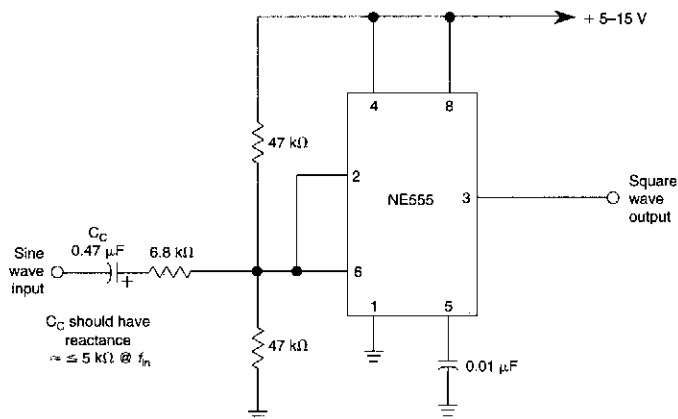 + 5–15 V
4
8
47 kΩ
2
NE555
3
Square
wave
output
C_C
0.47 µF
6.8 kΩ
Sine
wave
input
+
6
C_C should have
reactance
≈ ≤ 5 kΩ @ f_in
1
5
47 kΩ
0.01 µF